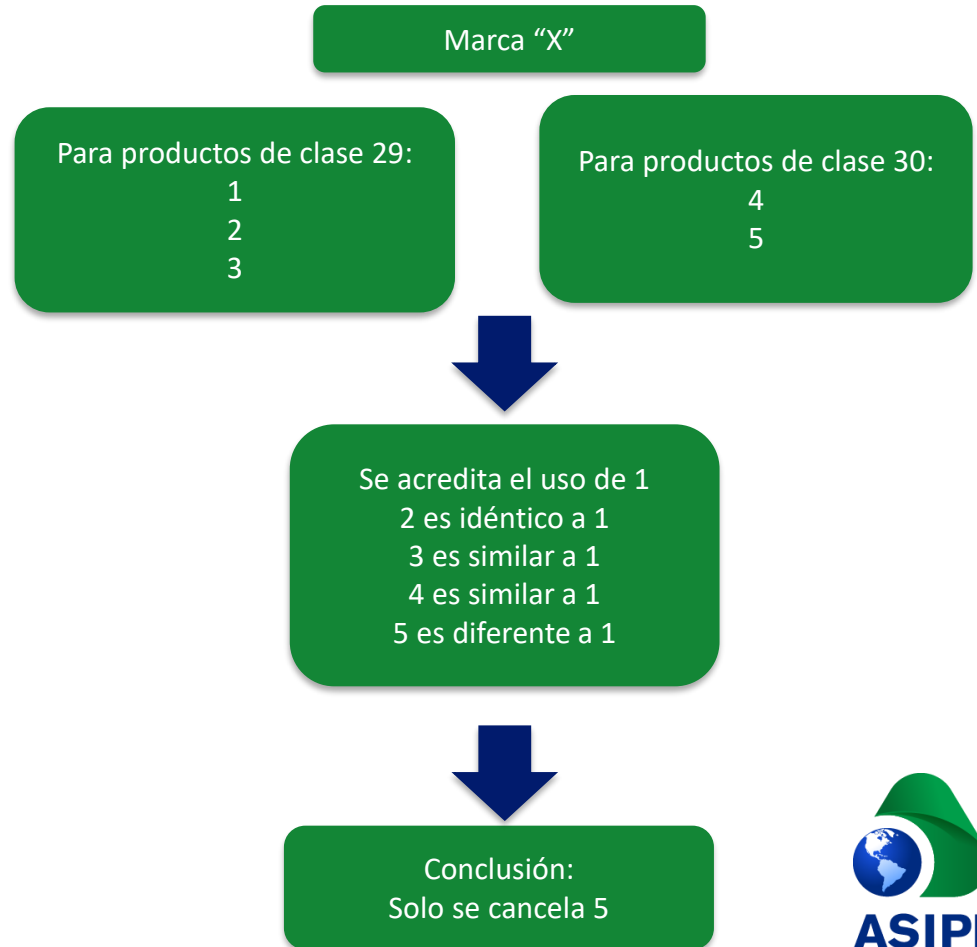 Marca “X”
Para productos de clase 29:
1
2
3
Para productos de clase 30:
4
5
Se acredita el uso de 1
2 es idéntico a 1
3 es similar a 1
4 es similar a 1
5 es diferente a 1
Conclusión:
Solo se cancela 5
ASIPI